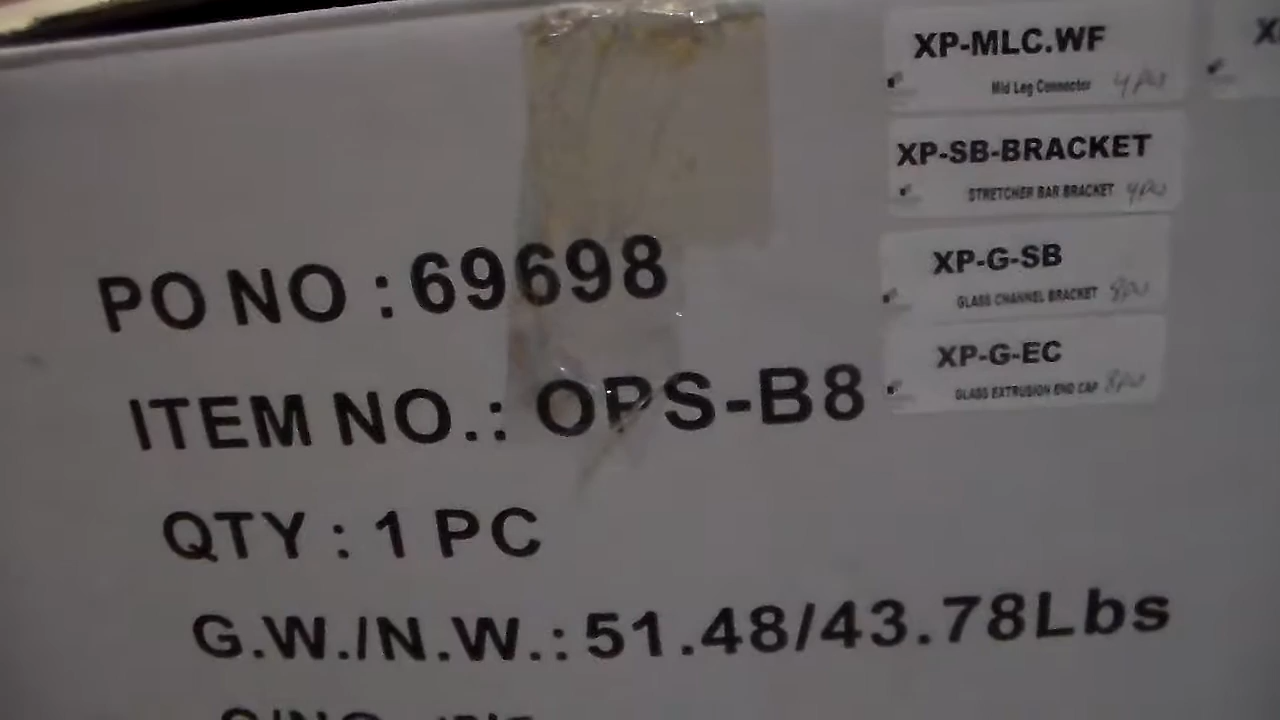 PO NO : 69698
ITEM NO.: OPS-B8
QTY : 1 PC
G.W./N.W.: 51.48/43.78Lbs
XP-MLC.WF
Mid Leg Connector
XP-SB-BRACKET
STRETCHER BAR BRACKET
XP-G-SB
GLASS CHANNEL BRACKET
XP-G-EC
GLASS EXTRUSION END CAP